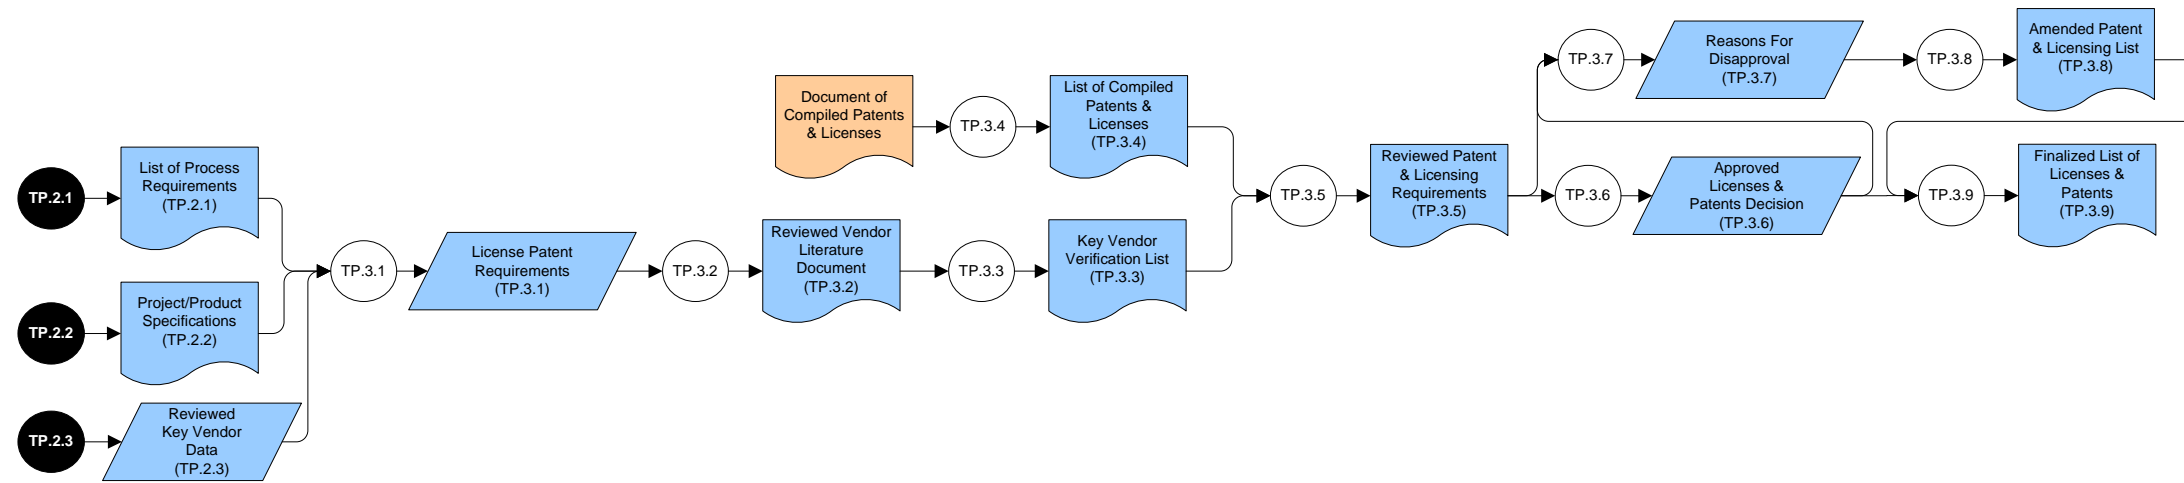 TP.2.1
List of Process
Requirements
(TP.2.1)
TP.2.2
Project/Product
Specifications
(TP.2.2)
TP.2.3
Reviewed
Key Vendor
Data
(TP.2.3)
TP.3.1
License Patent
Requirements
(TP.3.1)
TP.3.2
Reviewed Vendor
Literature
Document
(TP.3.2)
TP.3.3
Key Vendor
Verification List
(TP.3.3)
Document of
Compiled Patents
& Licenses
TP.3.4
List of Compiled
Patents &
Licenses
(TP.3.4)
TP.3.5
Reviewed Patent
& Licensing
Requirements
(TP.3.5)
TP.3.6
Approved
Licenses &
Patents Decision
(TP.3.6)
TP.3.7
Reasons For
Disapproval
(TP.3.7)
TP.3.8
Amended Patent
& Licensing List
(TP.3.8)
TP.3.9
Finalized List of
Licenses &
Patents
(TP.3.9)